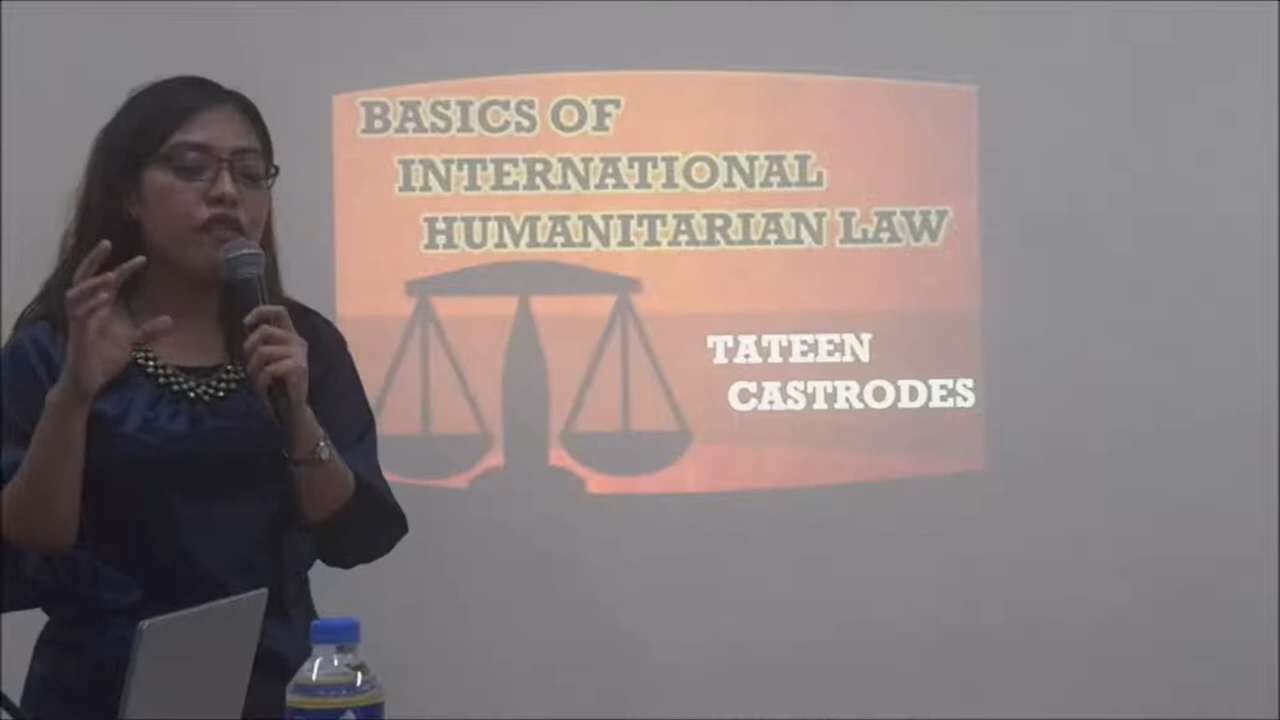 BASICS OF
INTERNATIONAL
HUMANITARIAN LAW
TATEEN
CASTRODES